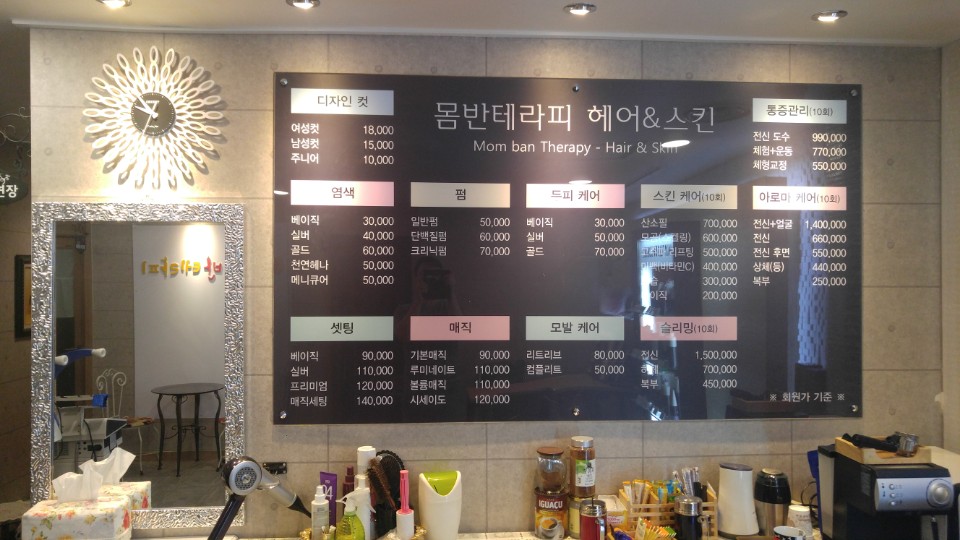 몸반테라피 헤어&스킨
Mom ban Therapy - Hair & Skin
디자인 컷
여성컷 18,000
남성컷 15,000
주니어 10,000
통증관리(10회)
전신 도수 990,000
체험+운동 770,000
체형교정 550,000
염색
베이직 30,000
실버 40,000
골드 60,000
천연헤나 50,000
메니큐어 50,000
펌
일반펌 50,000
단백질펌 60,000
크리닉펌 70,000
드피 케어
베이직 30,000
실버 50,000
골드 70,000
스킨 케어(10회)
산소필 700,000
600,000
리프팅 500,000
비타민C) 400,000
300,000
200,000
아로마 케어(10회)
전신+얼굴 1,400,000
전신 660,000
전신 후면 550,000
상체(등) 440,000
복부 250,000
셋팅
베이직 90,000
실버 110,000
프리미엄 120,000
매직세팅 140,000
매직
기본매직 90,000
루미네이트 110,000
볼륨매직 110,000
시세이도 120,000
모발 케어
리트리브 80,000
컴플리트 50,000
슬리밍(10회)
전신 1,500,000
하체 700,000
복부 450,000
※ 회원가 기준 ※
IGUACU